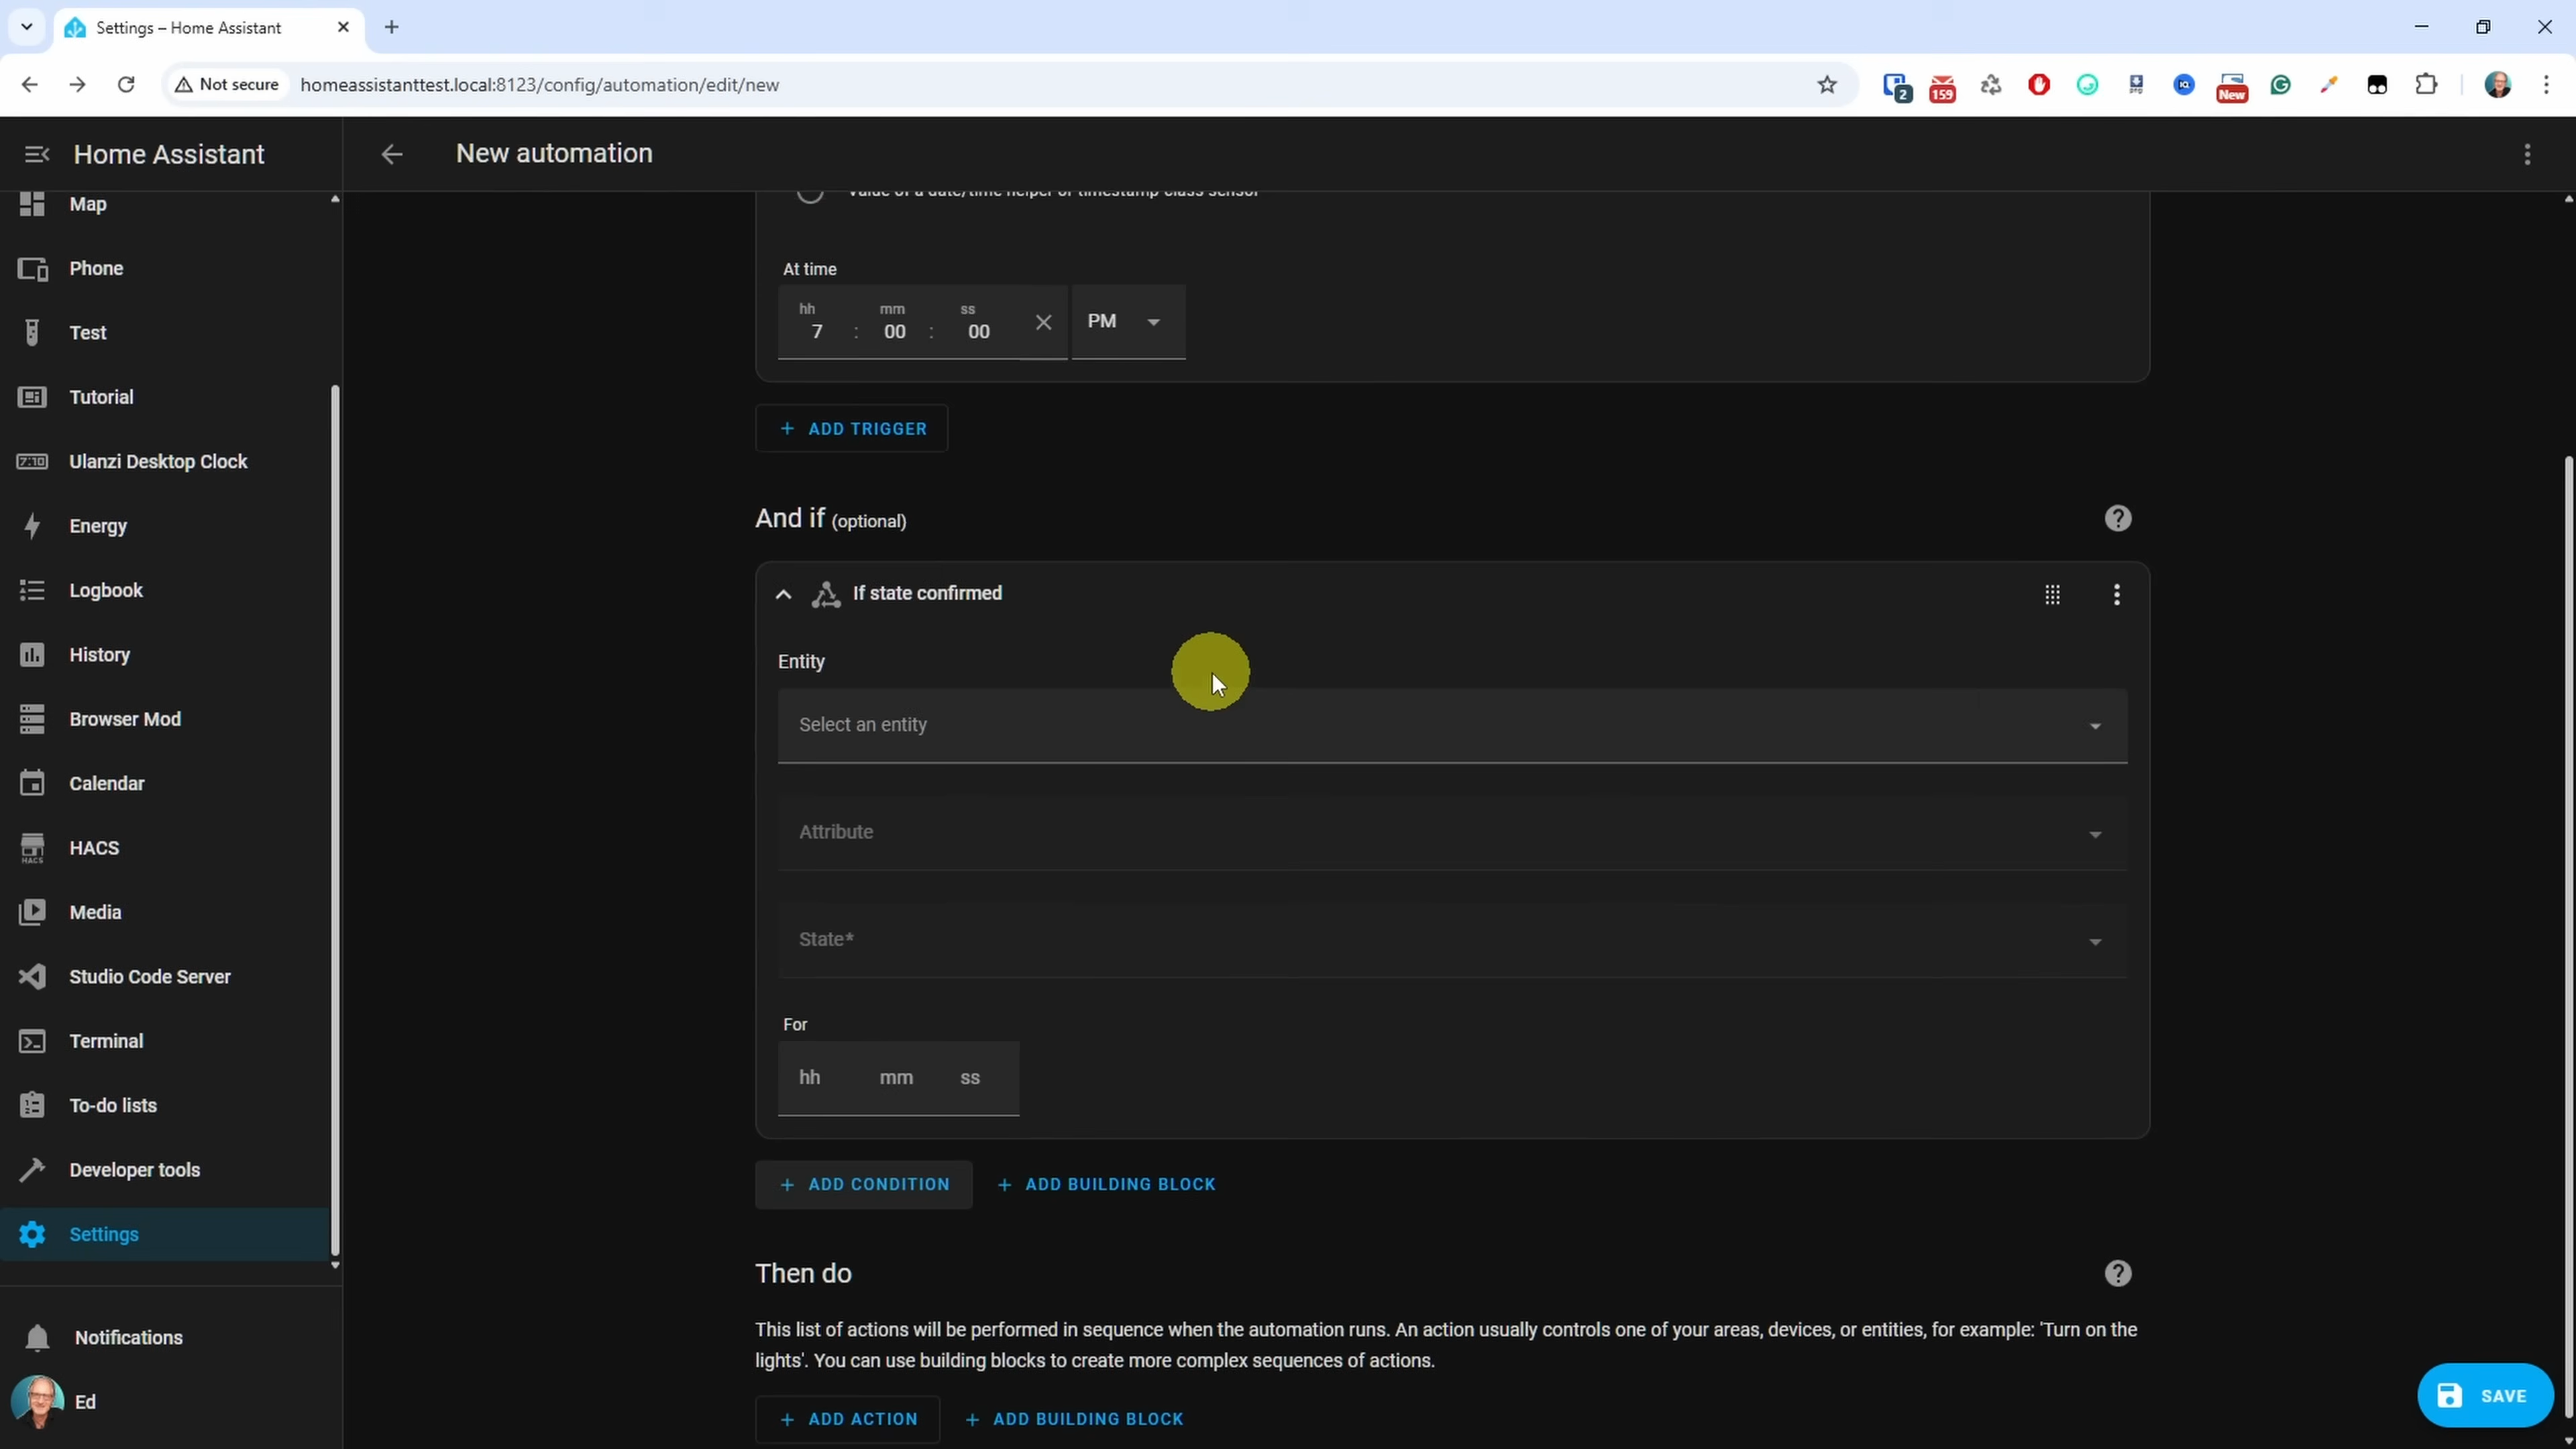 Settings – Home Assistant
Not secure
homeassistanttest.local:8123/config/automation/edit/new
2
159
New
Home Assistant
New automation
Map
Phone
Test
Tutorial
7:10
Ulanzi Desktop Clock
Energy
Logbook
History
Browser Mod
Calendar
HACS
HACS
Media
Studio Code Server
Terminal
To-do lists
Developer tools
Settings
Notifications
Ed
Value of a date/time helper or timestamp-class sensor
At time
hh mm ss
7 : 00 : 00
PM
+ ADD TRIGGER
And if (optional)
If state confirmed
Entity
Select an entity
Attribute
State*
For
hh mm ss
+ ADD CONDITION
+ ADD BUILDING BLOCK
Then do
This list of actions will be performed in sequence when the automation runs. An action usually controls one of your areas, devices, or entities, for example: 'Turn on the
lights'. You can use building blocks to create more complex sequences of actions.
+ ADD ACTION
+ ADD BUILDING BLOCK
SAVE